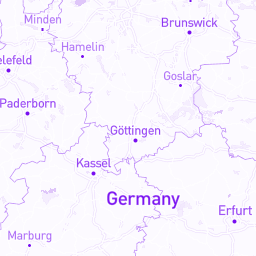 Minden
Brunswick
Hamelin
elefeld
Goslar
Paderborn
Göttingen
Kassel
Germany
Erfurt
Marburg